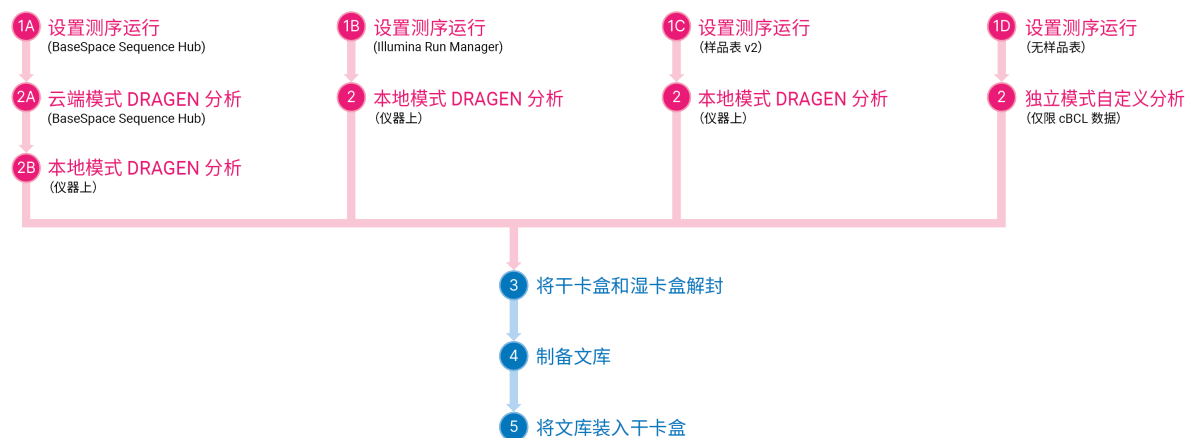 1A 设置测序运行
(BaseSpace Sequence Hub)
2A 云端模式 DRAGEN 分析
(BaseSpace Sequence Hub)
2B 本地模式 DRAGEN 分析
（仪器上）
1B 设置测序运行
(Illumina Run Manager)
2 本地模式 DRAGEN 分析
（仪器上）
1C 设置测序运行
（样品表 v2）
2 本地模式 DRAGEN 分析
（仪器上）
1D 设置测序运行
（无样品表）
2 独立模式自定义分析
（仅限 cBCL 数据）
3 将干卡盒和湿卡盒解封
4 制备文库
5 将文库装入干卡盒